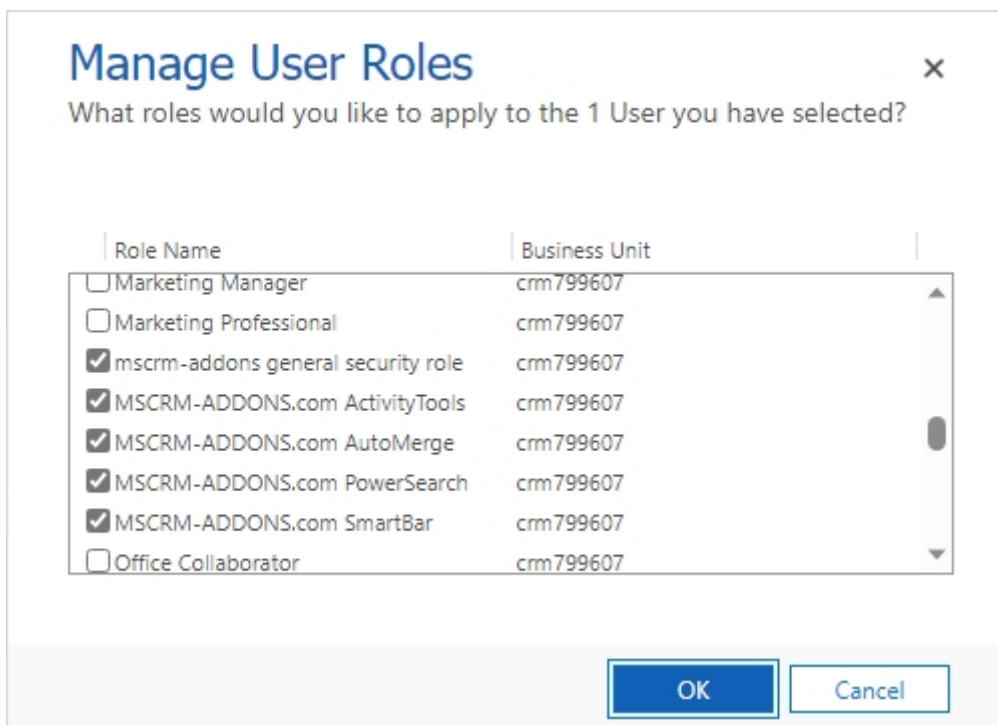 Manage User Roles
What roles would you like to apply to the 1 User you have selected?
Role Name Business Unit
Marketing Manager crm799607
Marketing Professional crm799607
mscrm-addons general security role crm799607
MSCRM-ADDONS.com ActivityTools crm799607
MSCRM-ADDONS.com AutoMerge crm799607
MSCRM-ADDONS.com PowerSearch crm799607
MSCRM-ADDONS.com SmartBar crm799607
Office Collaborator crm799607
OK Cancel